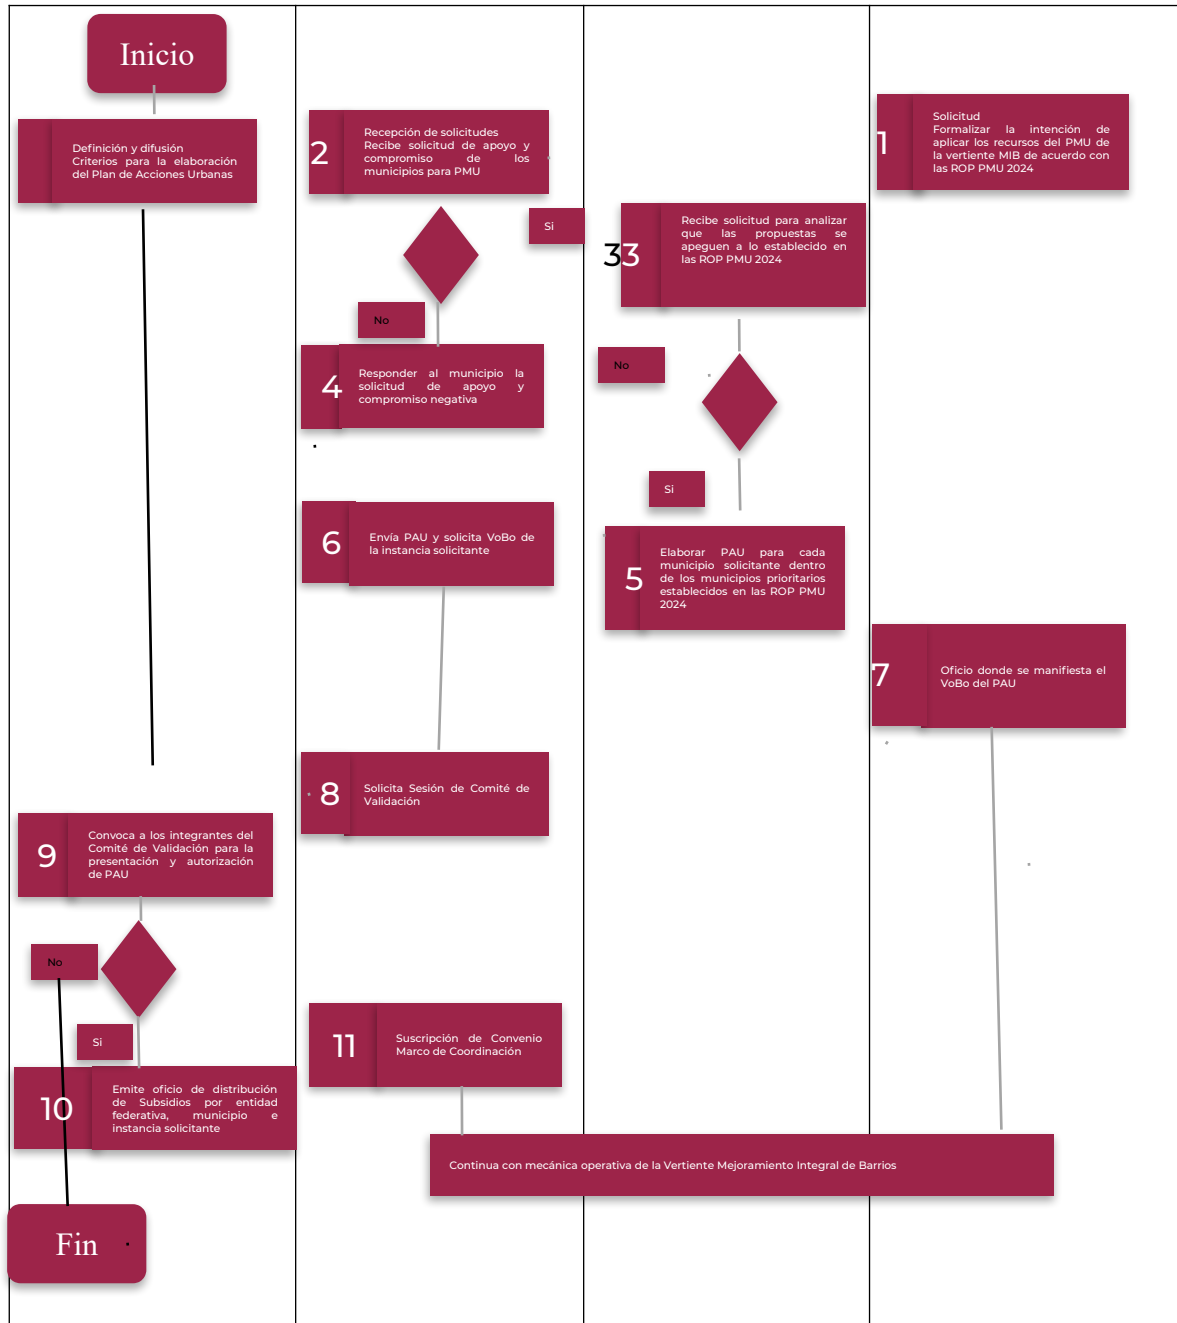 Inicio
Definición y difusión
Criterios para la elaboración
del Plan de Acciones Urbanas
2
Recepción de solicitudes
Recibe solicitud de apoyo y
compromiso de los
municipios para PMU
1
Solicitud
Formalizar la intención de
aplicar los recursos del PMU de
la vertiente MIB de acuerdo con
las ROP PMU 2024
Si
33
Recibe solicitud para analizar
que las propuestas se
apeguen a lo establecido en
las ROP PMU 2024
No
4
Responder al municipio la
solicitud de apoyo y
compromiso negativa
No
Si
6
Envía PAU y solicita VoBo de
la instancia solicitante
5
Elaborar PAU para cada
municipio solicitante dentro
de los municipios prioritarios
establecidos en las ROP PMU
2024
7
Oficio donde se manifiesta el
VoBo del PAU
8
Solicita Sesión de Comité de
Validación
9
Convoca a los integrantes del
Comité de Validación para la
presentación y autorización
de PAU
No
Si
11
Suscripción de Convenio
Marco de Coordinación
10
Emite oficio de distribución
de Subsidios por entidad
federativa, municipio e
instancia solicitante
Continua con mecánica operativa de la Vertiente Mejoramiento Integral de Barrios
Fin